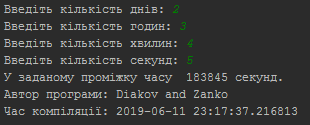 Введіть кількість днів: 2
Введіть кількість годин: 3
Введіть кількість хвилин: 4
Введіть кількість секунд: 5
У заданому проміжку часу  183845 секунд.
Автор програми: Diakov and Zanko
Час компіляції: 2019-06-11 23:17:37.216813